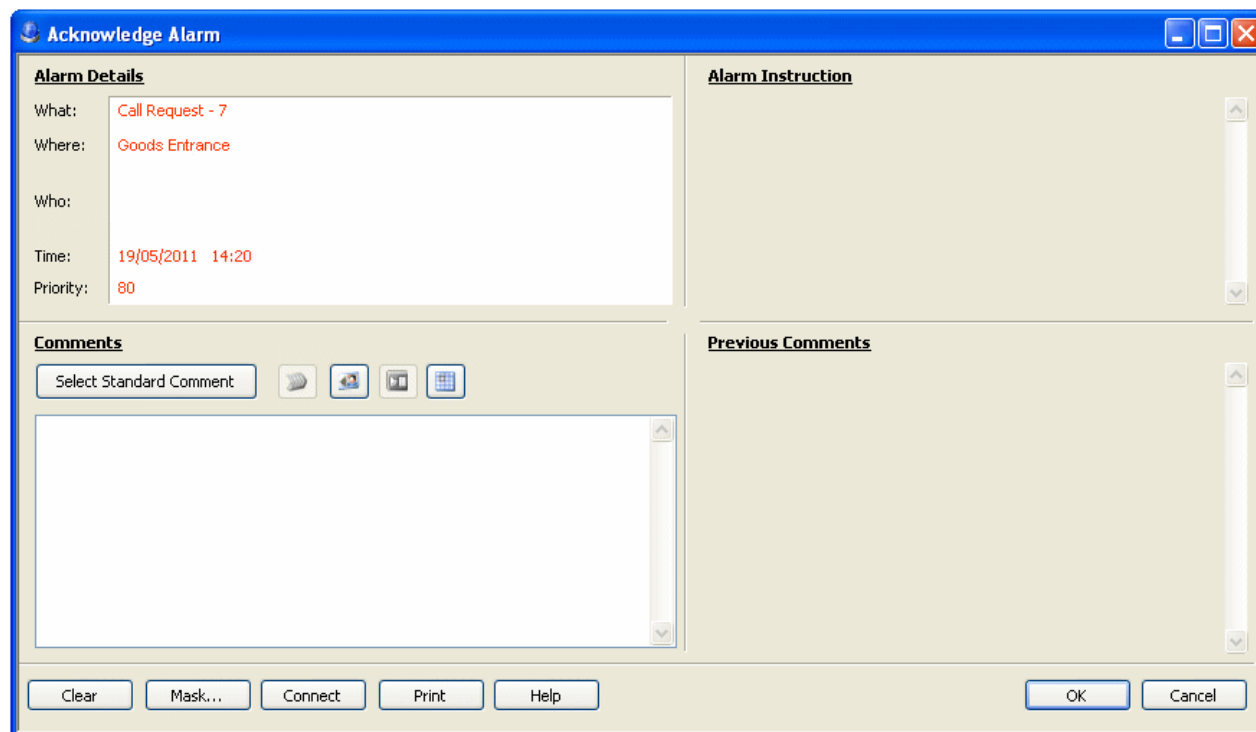 Acknowledge Alarm
Alarm Details
What: Call Request - 7
Where: Goods Entrance
Who:
Time: 19/05/2011 14:20
Priority: 80
Alarm Instruction
Comments
Select Standard Comment
Previous Comments
Clear Mask... Connect Print Help OK Cancel